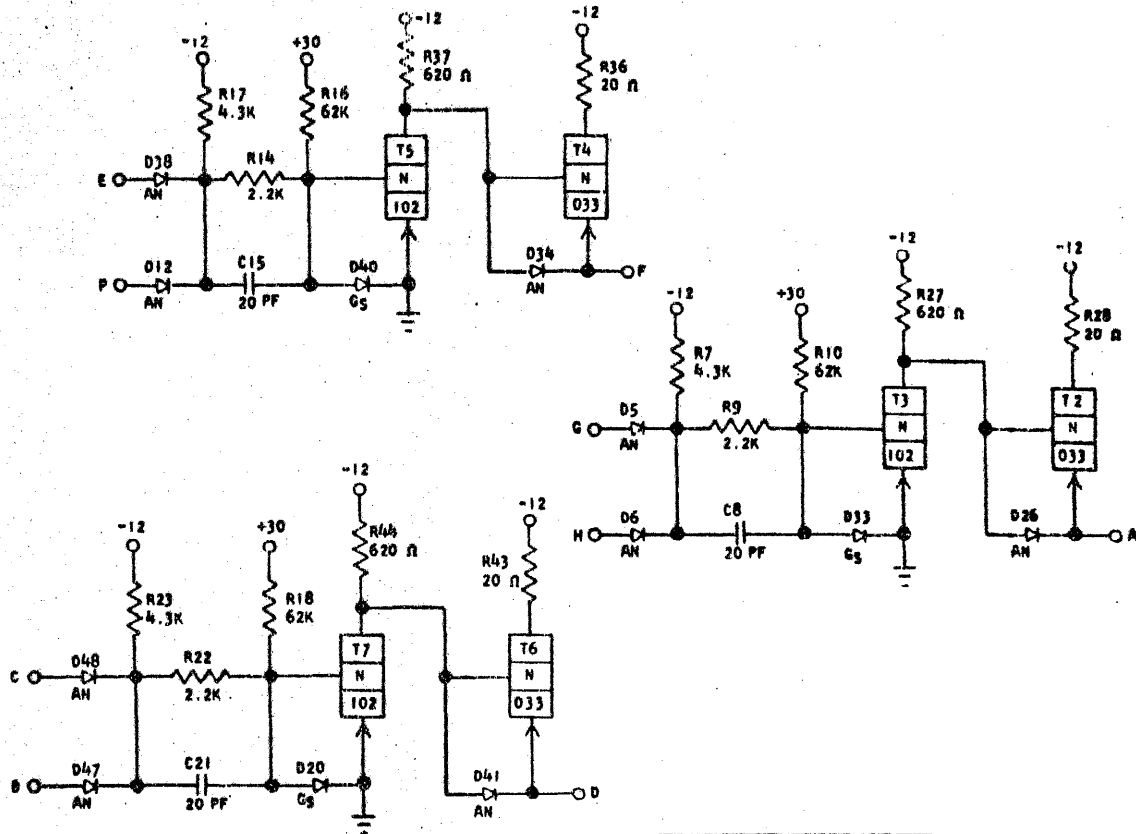 -12
R37
620 Ω
-12
R36
20 Ω
-12
R17
4.3K
+30
R16
62K
T5
N
102
T4
N
033
E
D38
AN
R14
2.2K
P
D12
AN
C15
20 PF
D40
GS
D34
AN
F
-12
R27
620 Ω
-12
R28
20 Ω
-12
R7
4.3K
+30
R10
62K
T3
N
102
T2
N
033
G
D5
AN
R9
2.2K
H
D6
AN
C8
20 PF
D33
GS
D26
AN
A
-12
R44
620 Ω
-12
R43
20 Ω
-12
R23
4.3K
+30
R18
62K
T7
N
102
T6
N
033
C
D48
AN
R22
2.2K
B
D47
AN
C21
20 PF
D20
GS
D41
AN
D